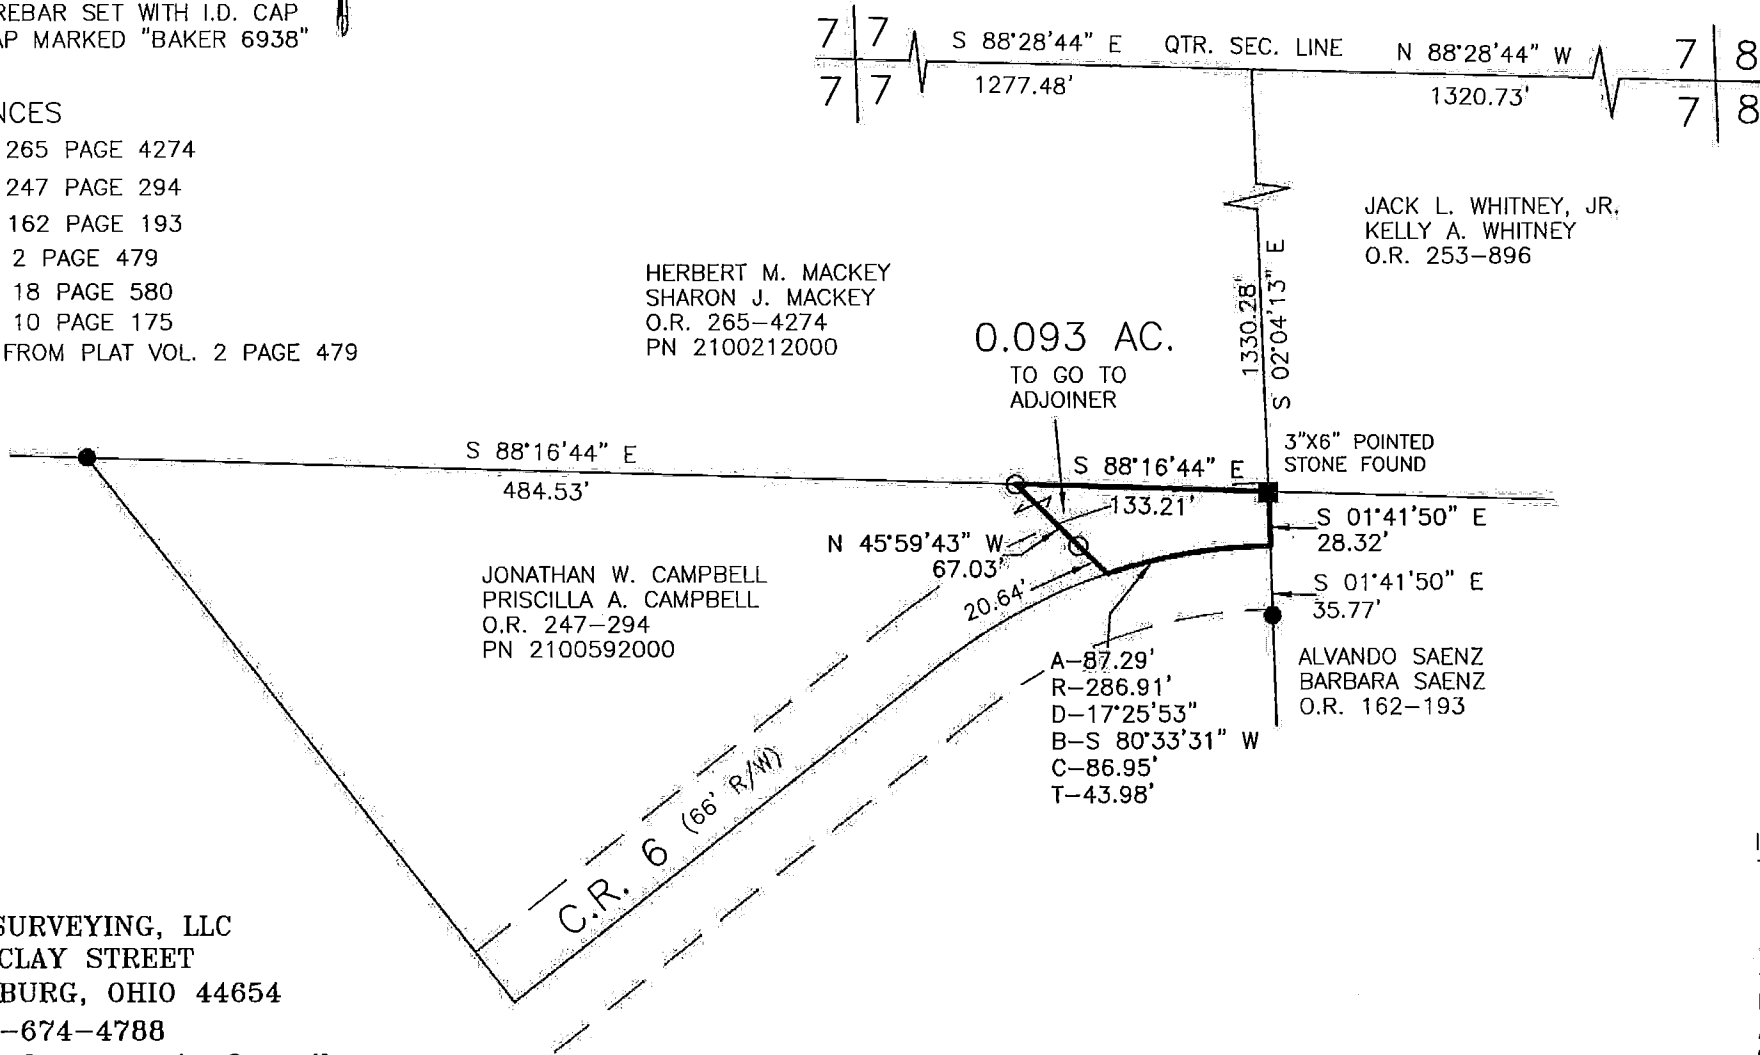 REBAR SET WITH I.D. CAP
AP MARKED "BAKER 6938"
NCES
265 PAGE 4274
247 PAGE 294
162 PAGE 193
2 PAGE 479
18 PAGE 580
10 PAGE 175
FROM PLAT VOL. 2 PAGE 479
7 7
7 7
S 88°28'44" E QTR. SEC. LINE N 88°28'44" W
1277.48'
1320.73'
7 8
7 8
JACK L. WHITNEY, JR.
KELLY A. WHITNEY
O.R. 253-896
HERBERT M. MACKEY
SHARON J. MACKEY
O.R. 265-4274
PN 2100212000
1330.28'
S 02°04'13" E
0.093 AC.
TO GO TO
ADJOINER
3"X6" POINTED
STONE FOUND
S 88°16'44" E
484.53'
S 88°16'44" E
133.21'
S 01°41'50" E
28.32'
N 45°59'43" W
67.03'
20.64'
S 01°41'50" E
35.77'
JONATHAN W. CAMPBELL
PRISCILLA A. CAMPBELL
O.R. 247-294
PN 2100592000
A-87.29'
R-286.91'
D-17°25'53"
B-S 80°33'31" W
C-86.95'
T-43.98'
ALVANDO SAENZ
BARBARA SAENZ
O.R. 162-193
C.R. 6 (66' R/W)
SURVEYING, LLC
CLAY STREET
BURG, OHIO 44654
-674-4788